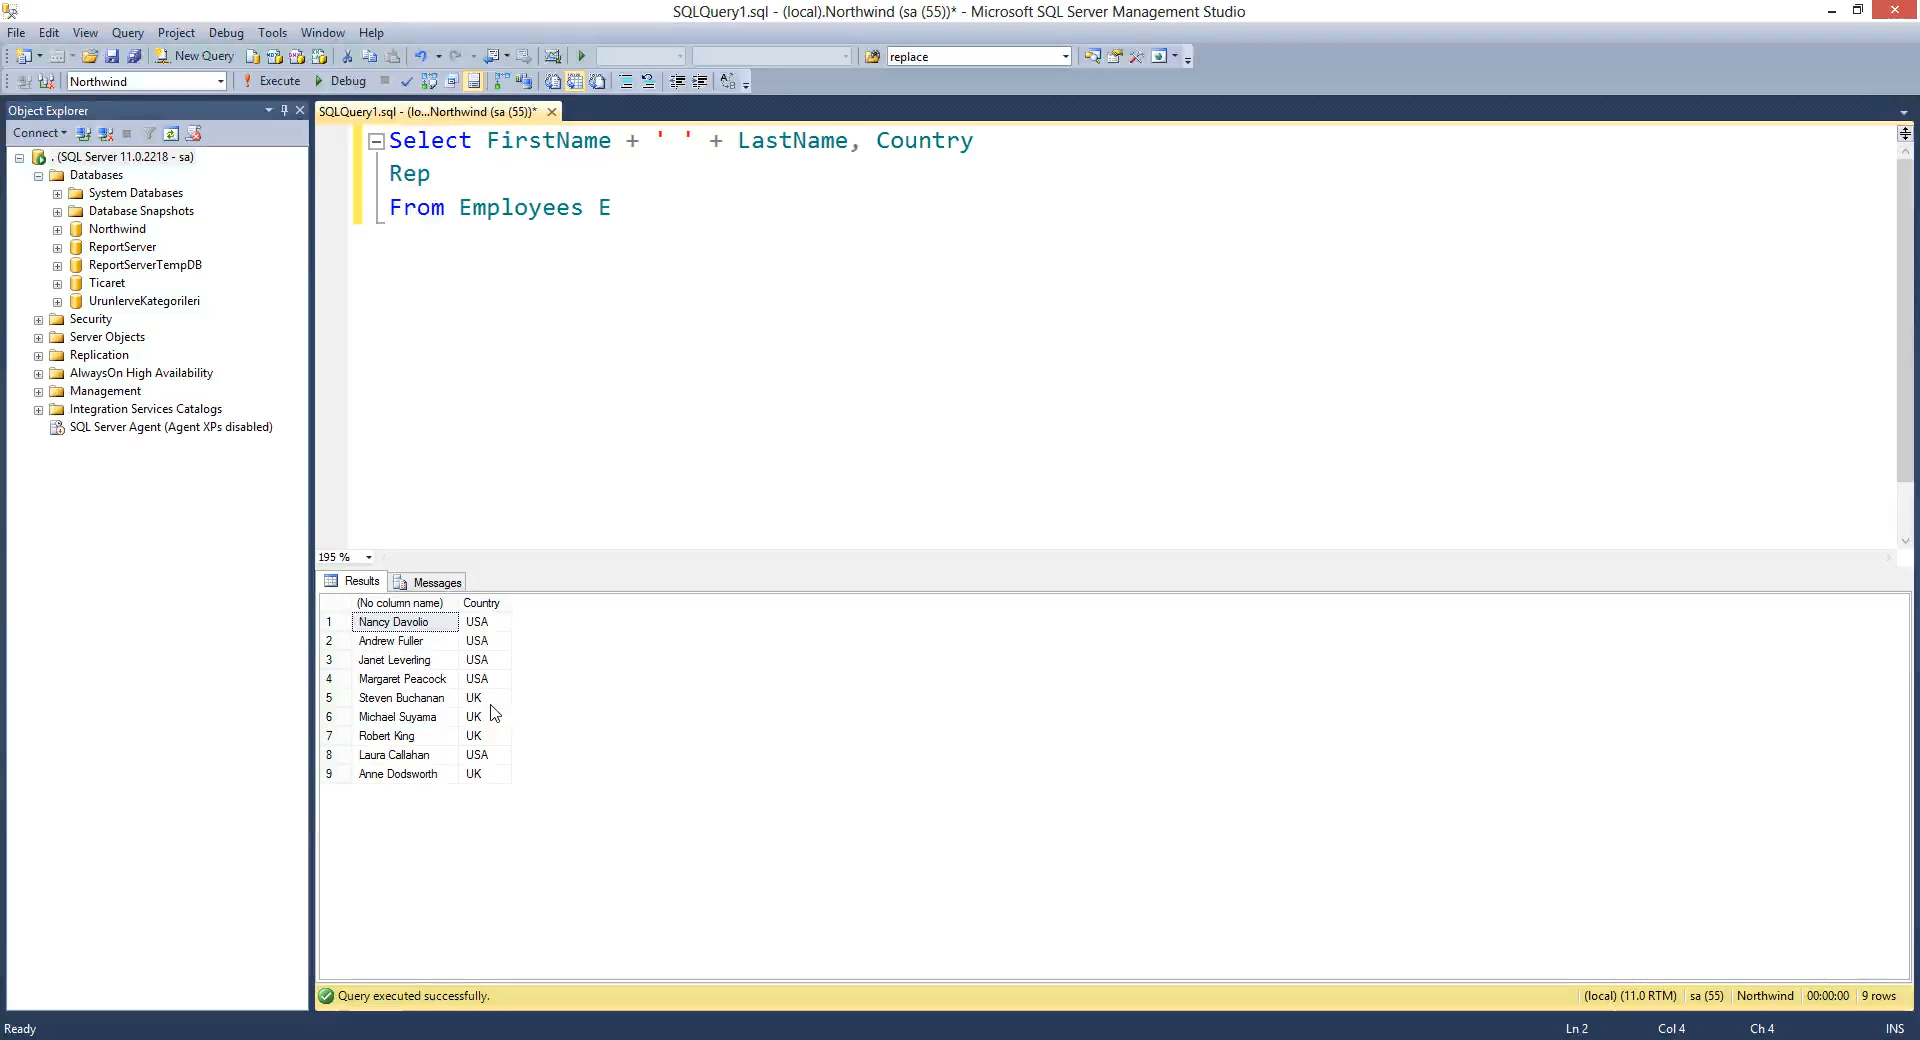 SQLQuery1.sql - (local).Northwind (sa (55))* - Microsoft SQL Server Management Studio
File Edit View Query Project Debug Tools Window Help
New Query replace
Northwind Execute Debug
Object Explorer
SQLQuery1.sql - (lo...Northwind (sa (55))*
Connect
. (SQL Server 11.0.2218 - sa)
Databases
System Databases
Database Snapshots
Northwind
ReportServer
ReportServerTempDB
Ticaret
UrunlerveKategorileri
Security
Server Objects
Replication
AlwaysOn High Availability
Management
Integration Services Catalogs
SQL Server Agent (Agent XPs disabled)
Select FirstName + ' ' + LastName, Country
Rep
From Employees E
195 %
Results Messages
(No column name) Country
1 Nancy Davolio USA
2 Andrew Fuller USA
3 Janet Leverling USA
4 Margaret Peacock USA
5 Steven Buchanan UK
6 Michael Suyama UK
7 Robert King UK
8 Laura Callahan USA
9 Anne Dodsworth UK
Query executed successfully. (local) (11.0 RTM) sa (55) Northwind 00:00:00 9 rows
Ready Ln 2 Col 4 Ch 4 INS